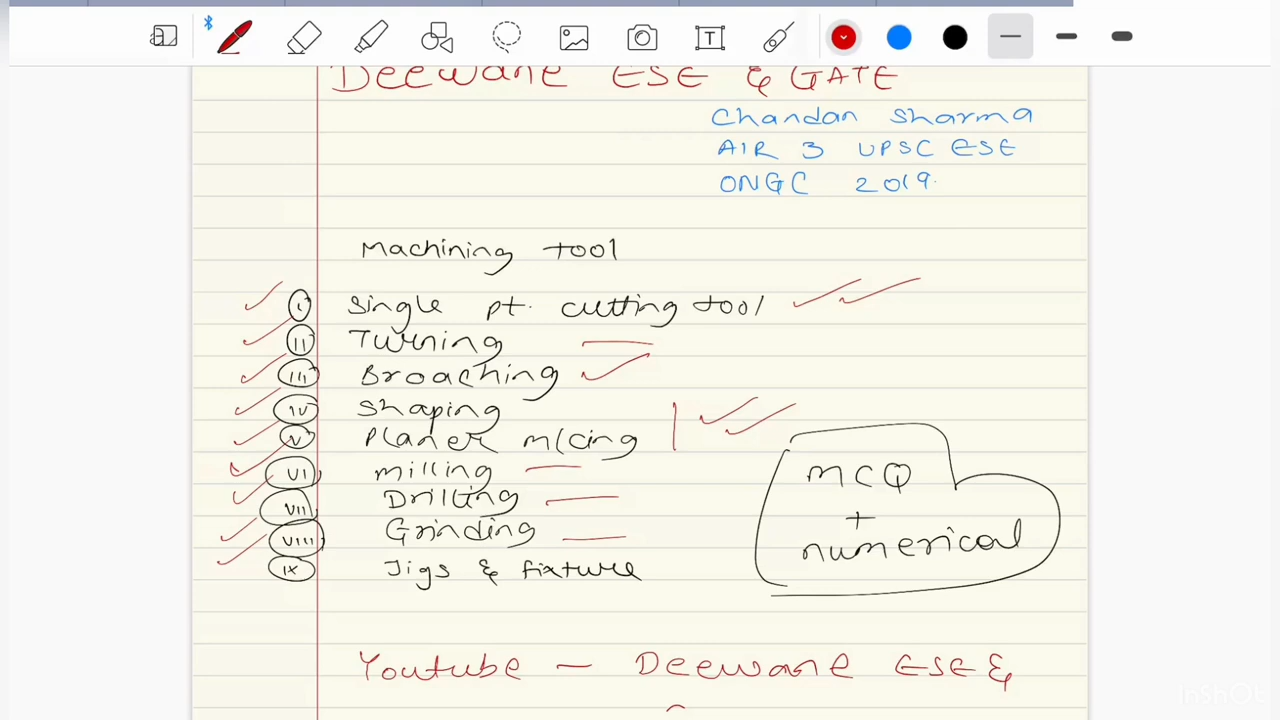 Deewane ESE & GATE
Chandan Sharma
AIR 3 UPSC ESE
ONGC 2019.
Machining tool
(i) Single pt. cutting tool
(ii) Turning
(iii) Broaching
(iv) Shaping
(v) Planer m/cing
(vi) milling
(vii) Drilling
(viii) Grinding
(ix) Jigs & fixture
MCQ
+
numerical
Youtube - Deewane ESE &
InShOt